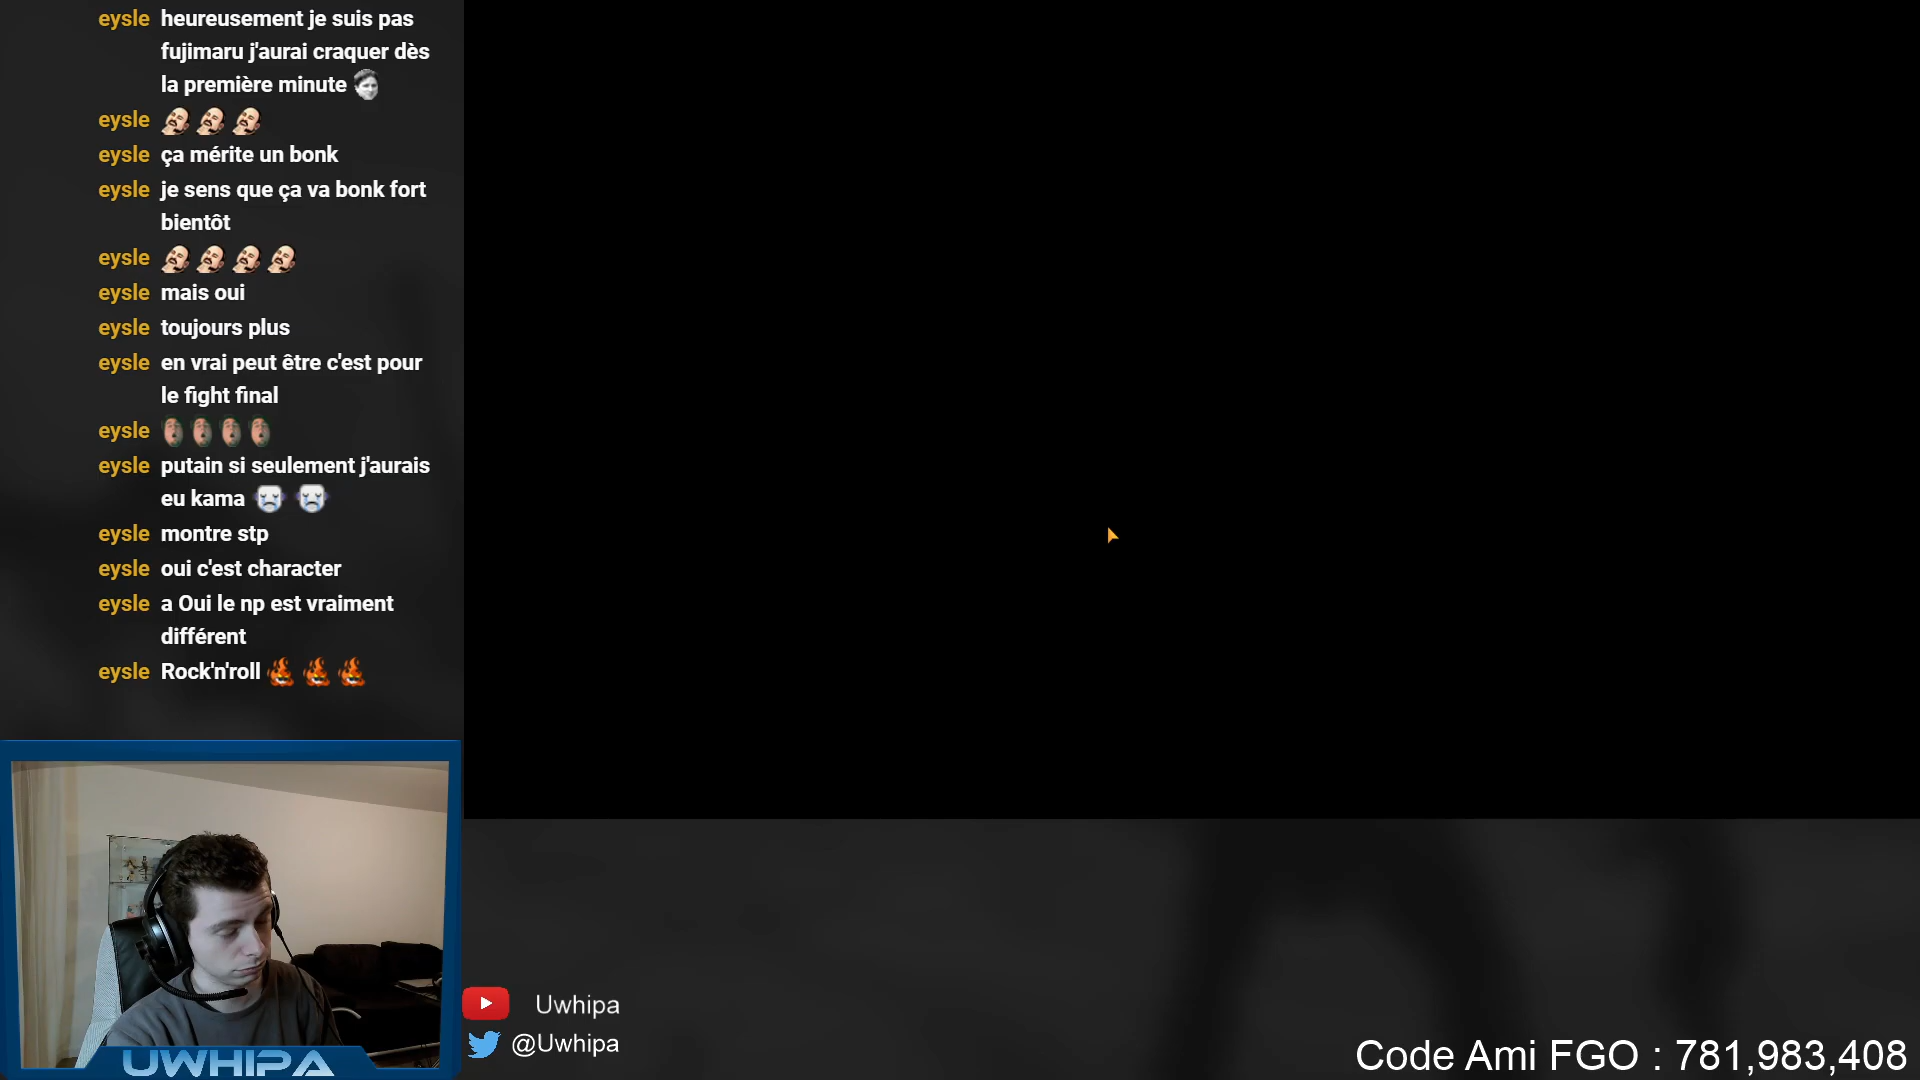 eysle heureusement je suis pas
fujimaru j'aurai craquer dès
la première minute
eysle
eysle ça mérite un bonk
eysle je sens que ça va bonk fort
bientôt
eysle
eysle mais oui
eysle toujours plus
eysle en vrai peut être c'est pour
le fight final
eysle
eysle putain si seulement j'aurais
eu kama
eysle montre stp
eysle oui c'est character
eysle a Oui le np est vraiment
différent
eysle Rock'n'roll
UWHIPA
Uwhipa
@Uwhipa
Code Ami FGO : 781,983,408